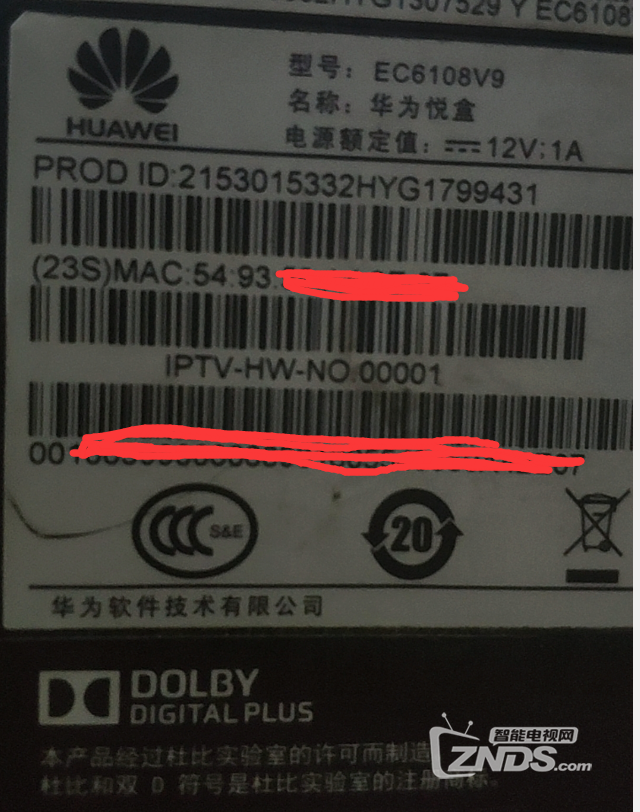 HYG1307529 Y EC6108
HUAWEI
型号: EC6108V9
名称: 华为悦盒
电源额定值: 12V;1A
PROD ID:2153015332HYG1799431
(23S)MAC:54:93:
IPTV-HW-NO.00001
00
07
S&E
20
华为软件技术有限公司
DOLBY
DIGITAL PLUS
本产品经过杜比实验室的许可而制造
杜比和双 D 符号是杜比实验室的注册商标。
智能电视网
ZNDS.com